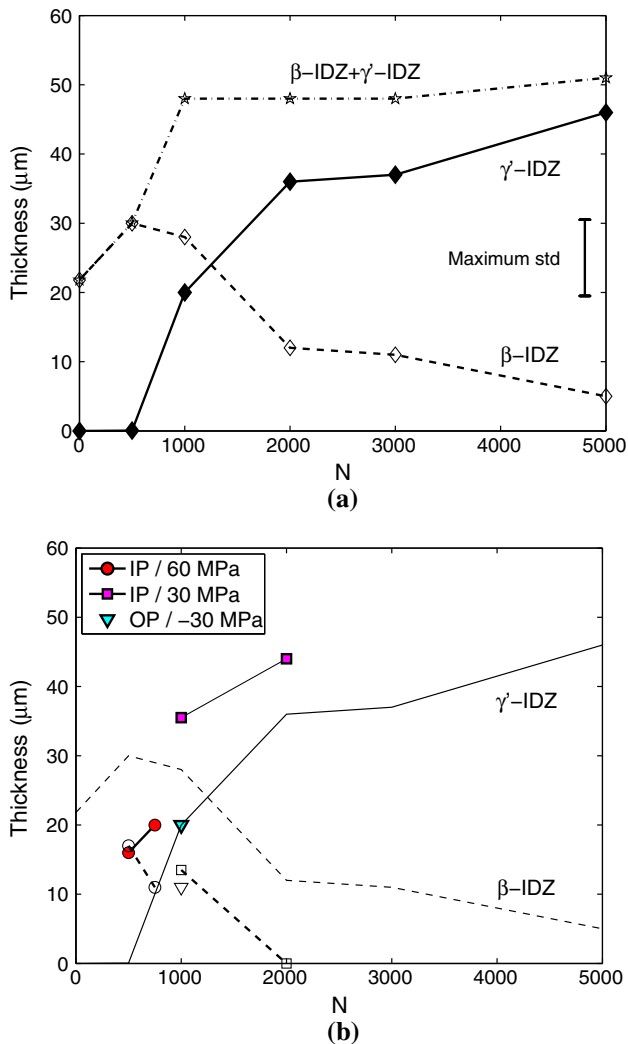 60
50
40
30
20
10
0
Thickness (μm)
β−IDZ+γ'−IDZ
γ'−IDZ
Maximum std
β−IDZ
0 1000 2000 3000 4000 5000
N
(a)
60
50
40
30
20
10
0
Thickness (μm)
IP / 60 MPa
IP / 30 MPa
OP / −30 MPa
γ'−IDZ
β−IDZ
0 1000 2000 3000 4000 5000
N
(b)